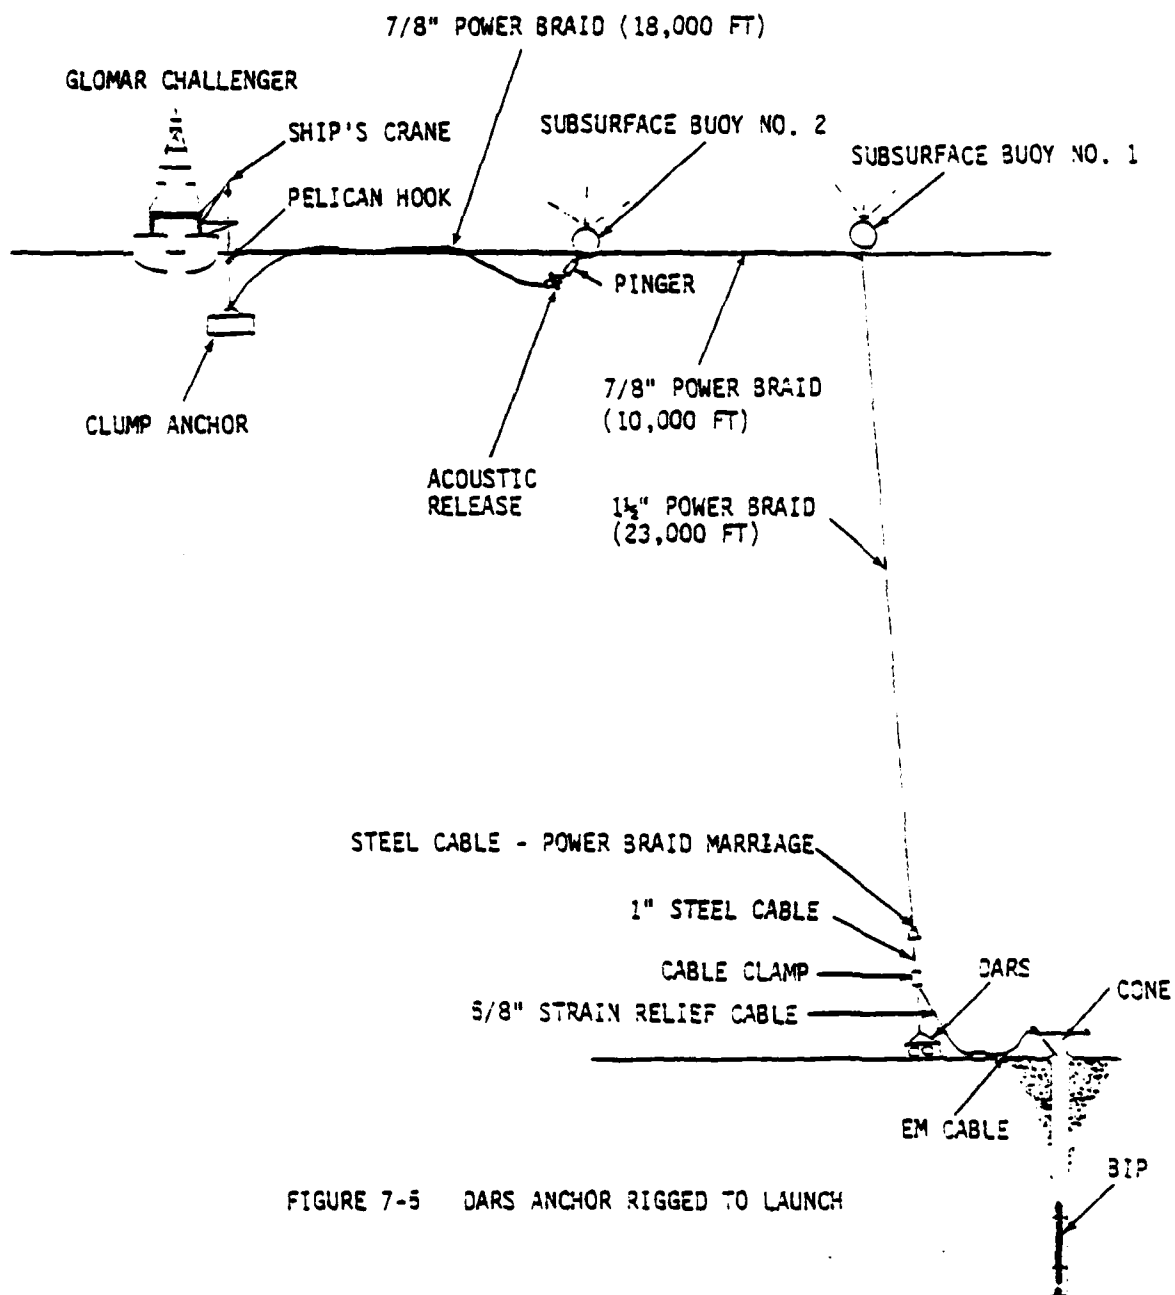 7/8" POWER BRAID (18,000 FT)
GLOMAR CHALLENGER
SHIP'S CRANE
SUBSURFACE BUOY NO. 2
SUBSURFACE BUOY NO. 1
PELICAN HOOK
PINGER
7/8" POWER BRAID
(10,000 FT)
CLUMP ANCHOR
ACOUSTIC
RELEASE
1½" POWER BRAID
(23,000 FT)
STEEL CABLE - POWER BRAID MARRIAGE
1" STEEL CABLE
CABLE CLAMP
DARS
CONE
5/8" STRAIN RELIEF CABLE
EM CABLE
BIP
FIGURE 7-5 DARS ANCHOR RIGGED TO LAUNCH